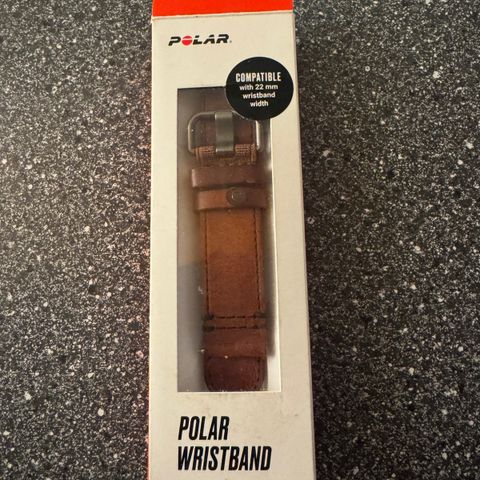 POLAR
COMPATIBLE
with 22 mm
wristband
width
POLAR
WRISTBAND